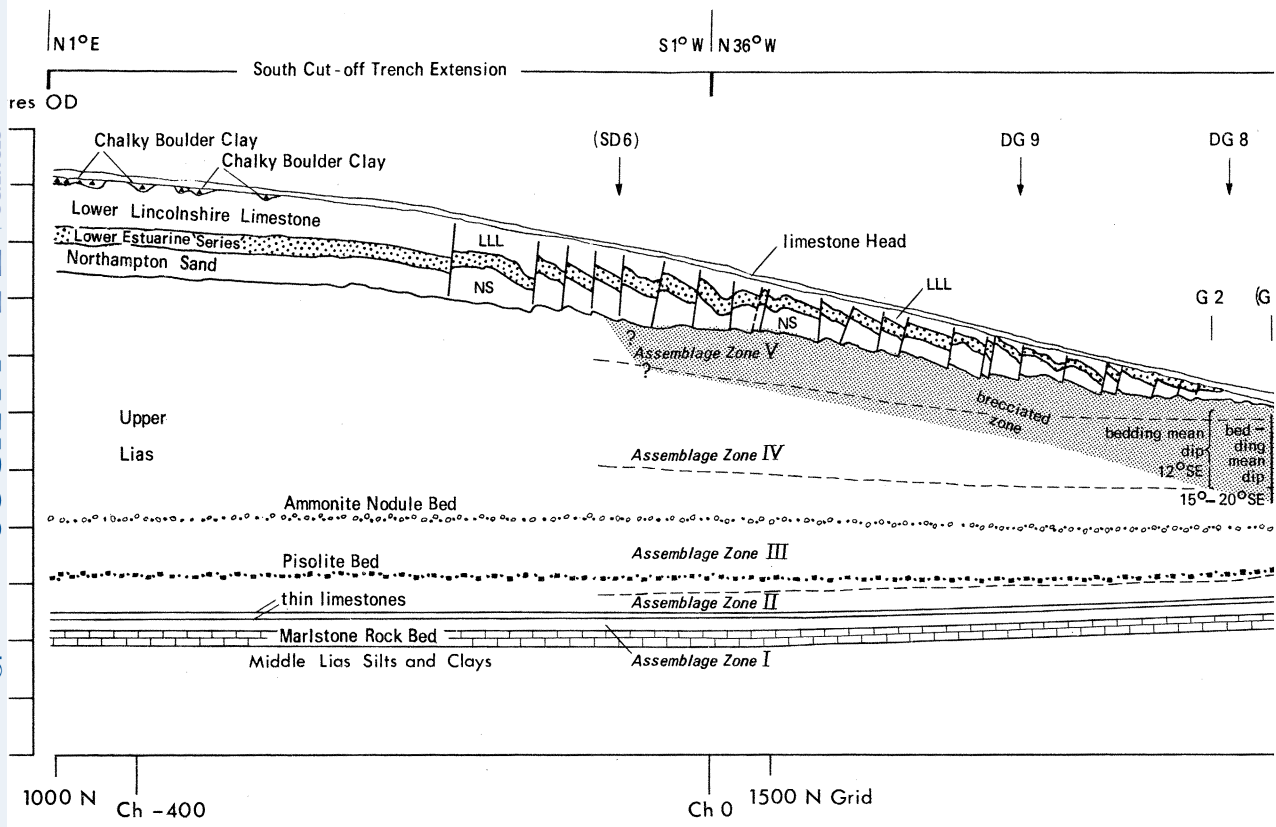 N1°E
S1°W N36°W
South Cut-off Trench Extension
res OD
Chalky Boulder Clay
Chalky Boulder Clay
(SD6)
DG 9
DG 8
Lower Lincolnshire Limestone
Lower Estuarine Series
Northampton Sand
LLL
NS
limestone Head
LLL
NS
G 2
(G
?
Assemblage Zone V
?
brecciated
zone
bedding mean
dip
12°SE
bed-
ding
mean
dip
15°–20°SE
Upper
Lias
Assemblage Zone IV
Ammonite Nodule Bed
Assemblage Zone III
Pisolite Bed
thin limestones
Assemblage Zone II
Marlstone Rock Bed
Middle Lias Silts and Clays
Assemblage Zone I
1000 N
Ch -400
Ch 0
1500 N Grid